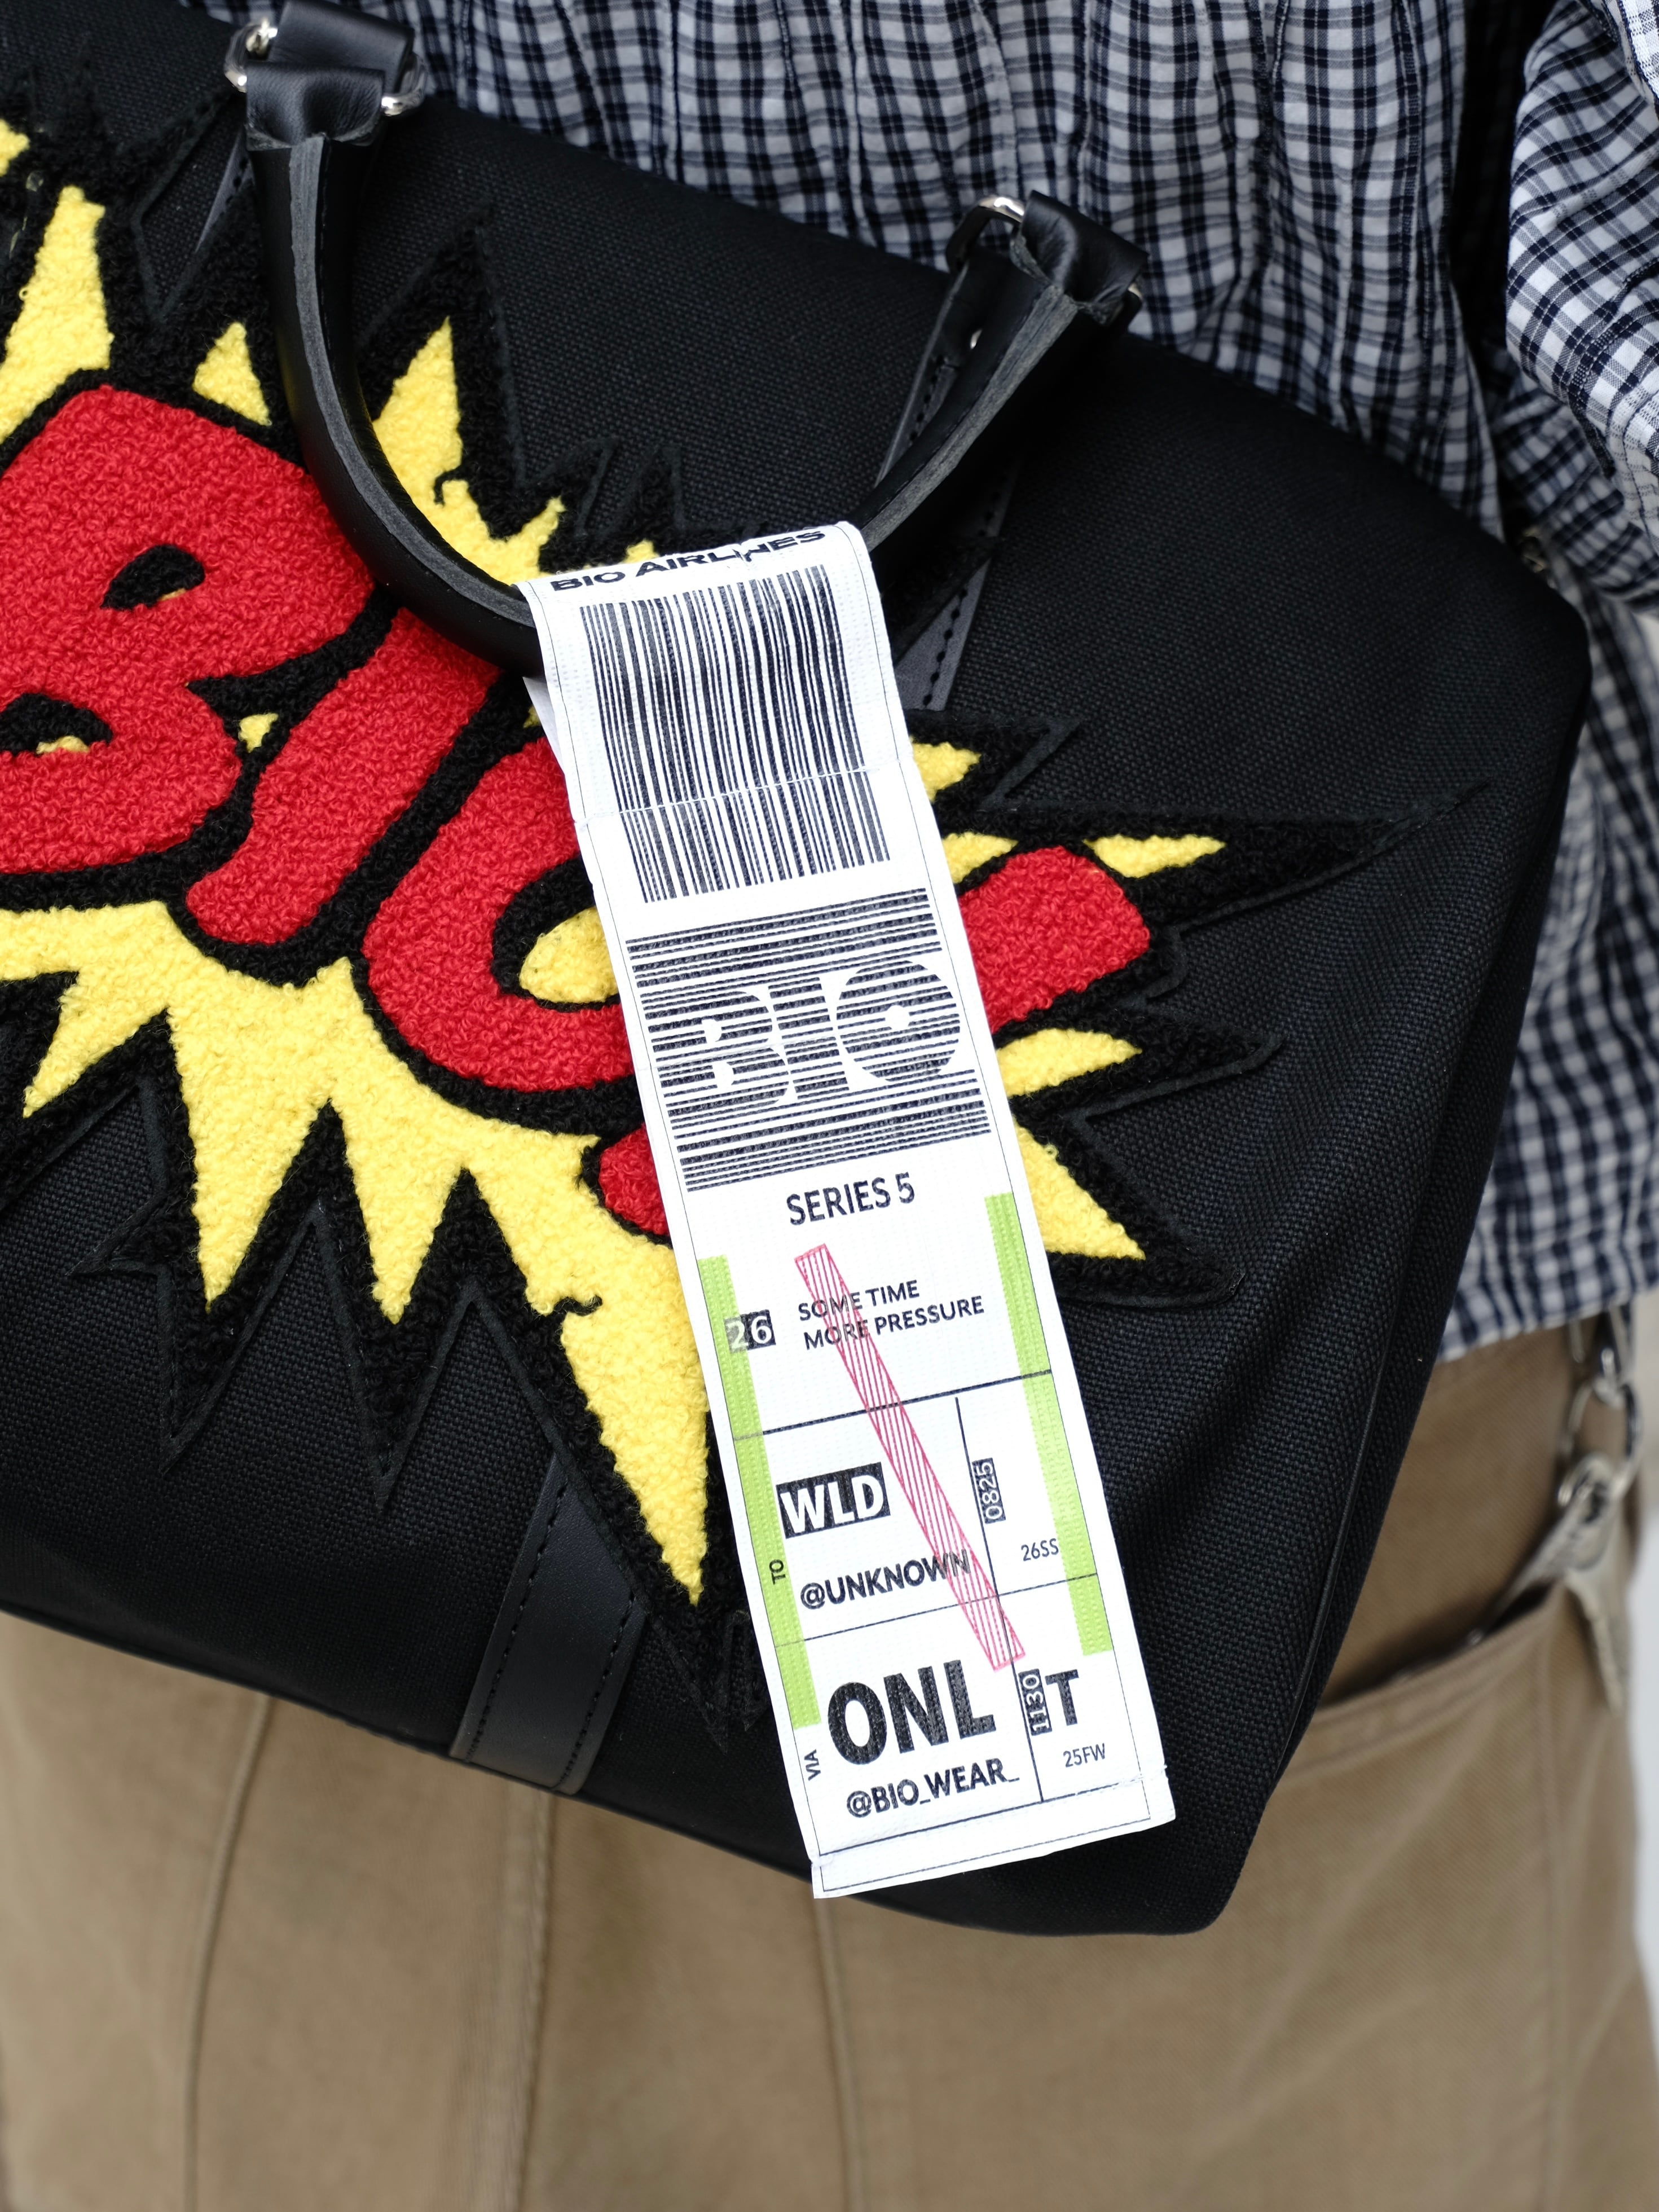 BIO AIRLINES
BIO
BIO
SERIES 5
26
SOME TIME
MORE PRESSURE
TO
WLD
@UNKNOWN
0825
26SS
VIA
ONL
@BIO_WEAR_
1130
T
25FW